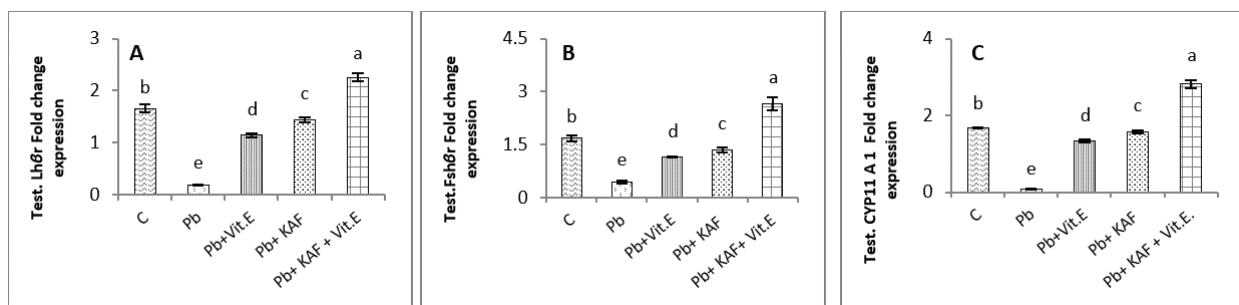 A
Test. Lhβr Fold change
expression
3
2
1
0
b
e
d
c
a
C
Pb
Pb+Vit.E
Pb+ KAF
Pb+ KAF + Vit.E
B
Test.Fshβr Fold change
expression
4.5
3
1.5
0
b
e
d
c
a
C
Pb
Pb+Vit.E
Pb+ KAF
Pb+ KAF+ Vit.E
C
Test. CYP11 A 1 Fold change
expression
4
2
0
b
e
d
c
a
C
Pb
Pb+Vit.E
Pb+ KAF
Pb+ KAF + Vit.E.